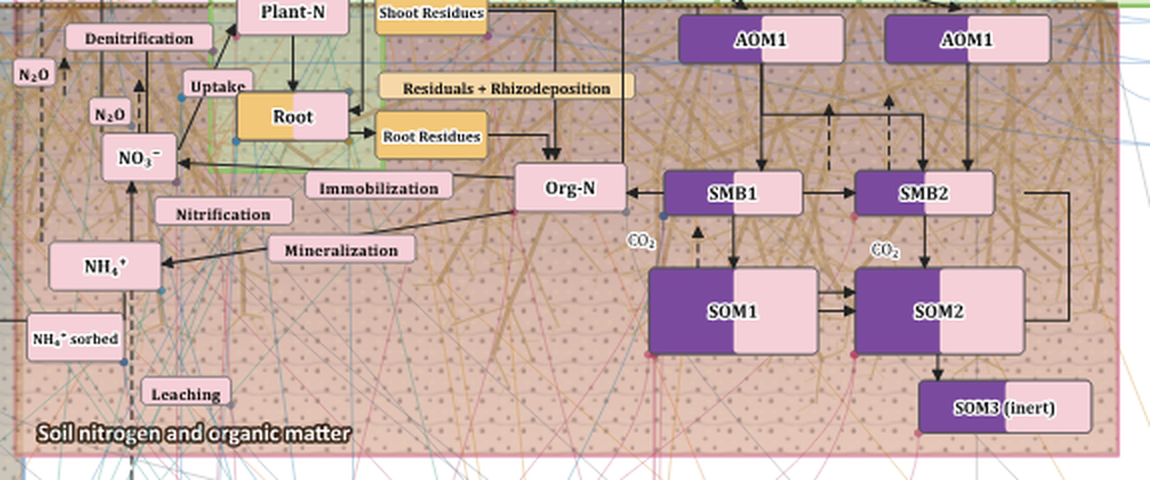 Plant-N
Shoot Residues
Denitrification
AOM1
AOM1
N₂O
Uptake
Residuals + Rhizodeposition
N₂O
Root
Root Residues
NO₃⁻
Immobilization
Org-N
SMB1
SMB2
Nitrification
Mineralization
CO₂
CO₂
NH₄⁺
SOM1
SOM2
NH₄⁺ sorbed
Leaching
SOM3 (inert)
Soil nitrogen and organic matter